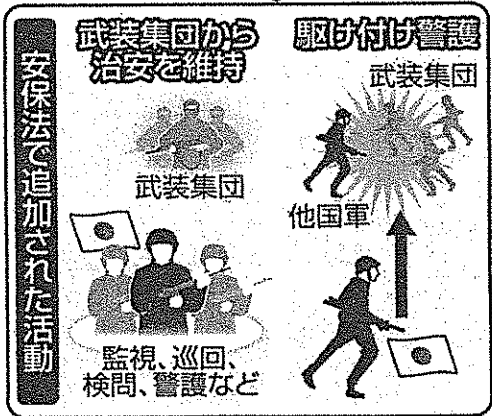 安保法で追加された活動
武装集団から
治安を維持
武装集団
監視、巡回、
検問、警護など
駆け付け警護
武装集団
他国軍